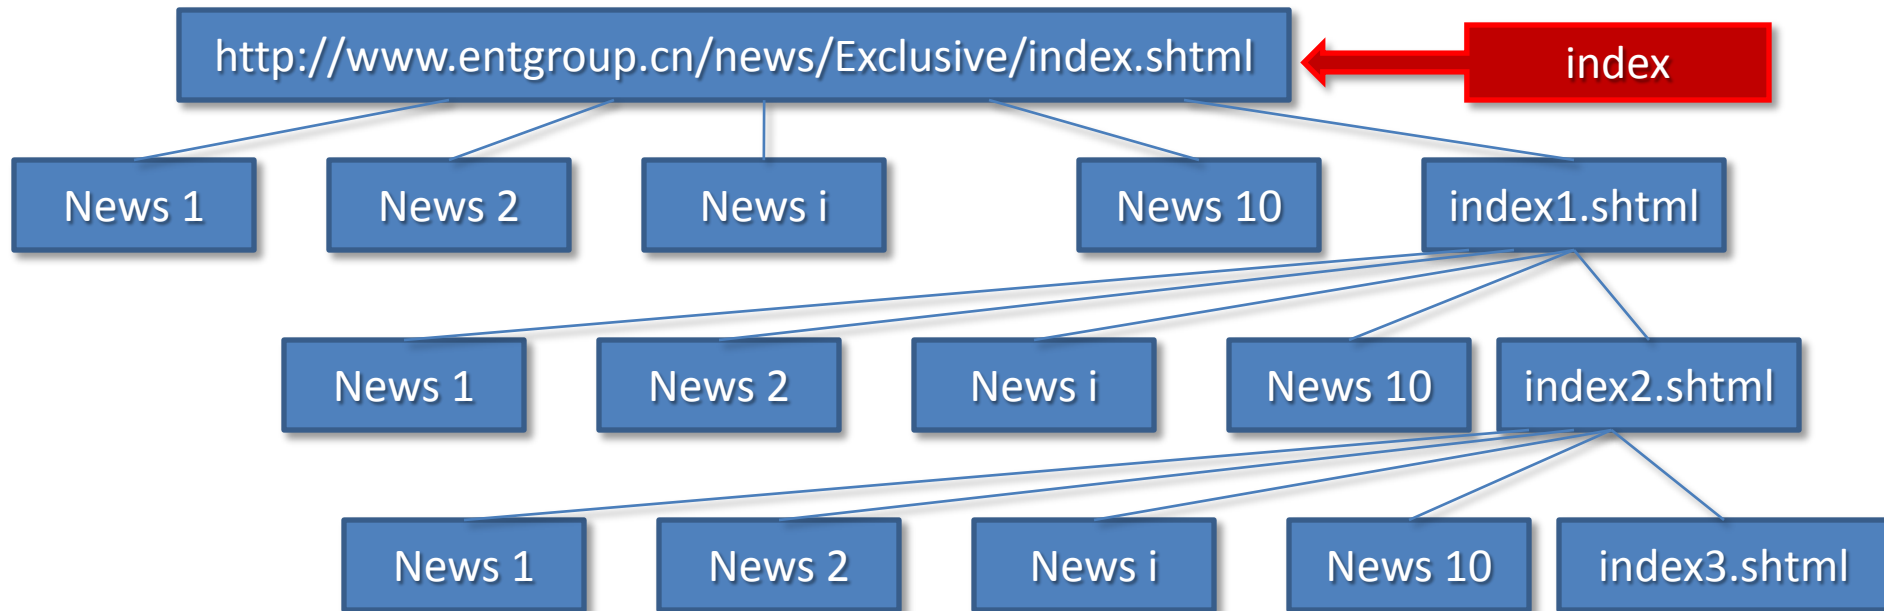 http://www.entgroup.cn/news/Exclusive/index.shtml
index
News 1
News 2
News i
News 10
index1.shtml
News 1
News 2
News i
News 10
index2.shtml
News 1
News 2
News i
News 10
index3.shtml